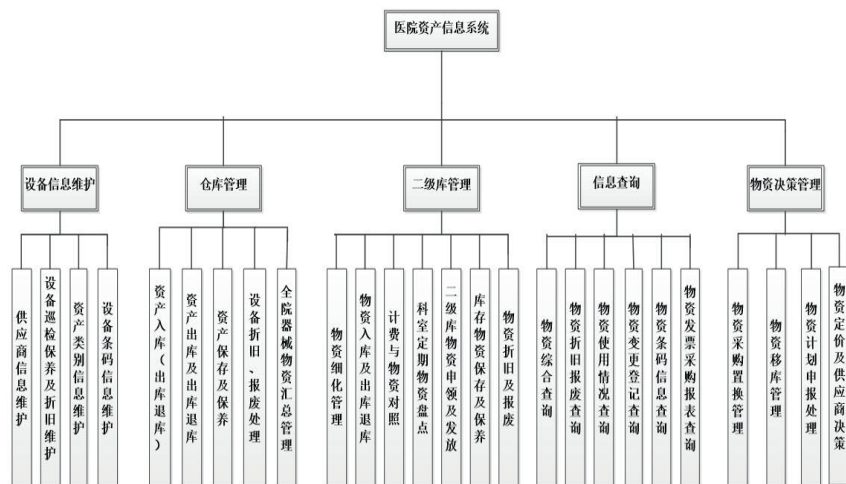 医院资产信息系统
设备信息维护
仓库管理
二级库管理
信息查询
物资决策管理
供应商信息维护
设备巡检保养及折旧维护
资产类别信息维护
设备条码信息维护
资产入库（出库退库）
资产出库及出库退库
资产保存及保养
设备折旧、报废处理
全院器械物资汇总管理
物资细化管理
物资入库及出库退库
计费与物资对照
科室定期物资盘点
二级库物资申领及发放
库存物资保存及保养
物资折旧及报废
物资综合查询
物资折旧报废查询
物资使用情况查询
物资变更登记查询
物资条码信息查询
物资发票采购报表查询
物资采购置换管理
物资移库管理
物资计划申报处理
物资定价及供应商决策